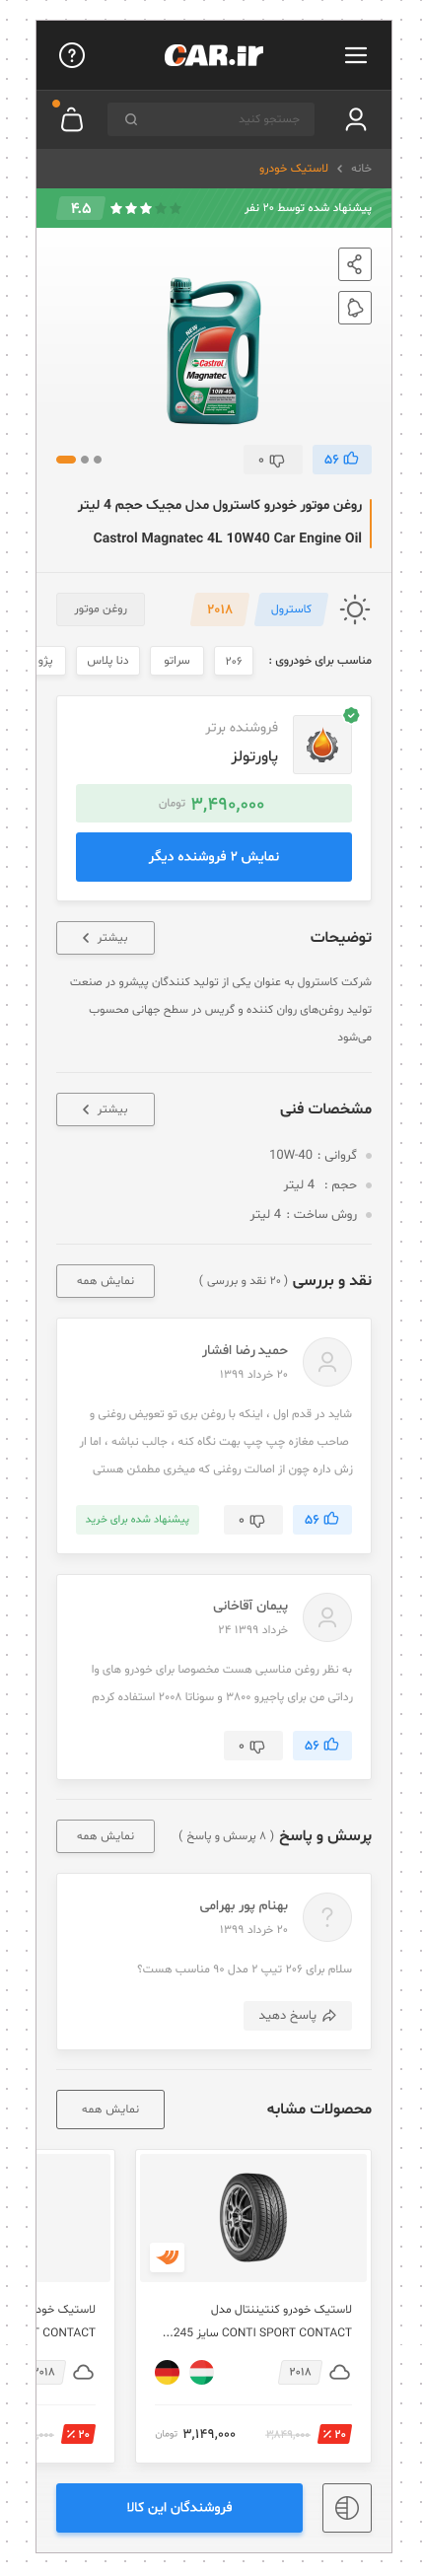 CAR.ir
جستجو کنید
خانه
لاستیک خودرو
پیشنهاد شده توسط ۲۰ نفر
۴.۵
Castrol
Magnatec
10W-40
۵۶
۰
روغن موتور خودرو کاسترول مدل مجیک حجم 4 لیتر
Castrol Magnatec 4L 10W40 Car Engine Oil
کاسترول
۲۰۱۸
روغن موتور
مناسب برای خودروی :
۲۰۶
سراتو
دنا پلاس
پژو
فروشنده برتر
پاورتولز
۳,۴۹۰,۰۰۰ تومان
نمایش ۲ فروشنده دیگر
توضیحات
بیشتر
شرکت کاسترول به عنوان یکی از تولید کنندگان پیشرو در صنعت
تولید روغن‌های روان کننده و گریس در سطح جهانی محسوب
می‌شود
مشخصات فنی
بیشتر
گروانی : 10W-40
حجم : 4 لیتر
روش ساخت : 4 لیتر
نقد و بررسی ( ۲۰ نقد و بررسی )
نمایش همه
حمید رضا افشار
۲۰ خرداد ۱۳۹۹
شاید در قدم اول ، اینکه با روغن بری تو تعویض روغنی و
صاحب مغازه چپ چپ بهت نگاه کنه ، جالب نباشه ، اما ار
زش داره چون از اصالت روغنی که میخری مطمئن هستی
۵۶
۰
پیشنهاد شده برای خرید
پیمان آقاخانی
۲۴ خرداد ۱۳۹۹
به نظر روغن مناسبی هست مخصوصا برای خودرو های وا
رداتی من برای پاجیرو ۳۸۰۰ و سوناتا ۲۰۰۸ استفاده کردم
۵۶
۰
پرسش و پاسخ ( ۸ پرسش و پاسخ )
نمایش همه
بهنام پور بهرامی
۲۰ خرداد ۱۳۹۹
سلام برای ۲۰۶ تیپ ۲ مدل ۹۰ مناسب هست؟
پاسخ دهید
محصولات مشابه
نمایش همه
لاستیک خودرو کنتیننتال مدل
CONTI SPORT CONTACT سایز 245...
۲۰۱۸
۲۰ ٪
۳,۸۴۹,۰۰۰
۳,۱۴۹,۰۰۰ تومان
لاستیک خودر
T CONTACT
۲۰۱۸
۲۰ ٪
۰,۰۰۰
فروشندگان این کالا